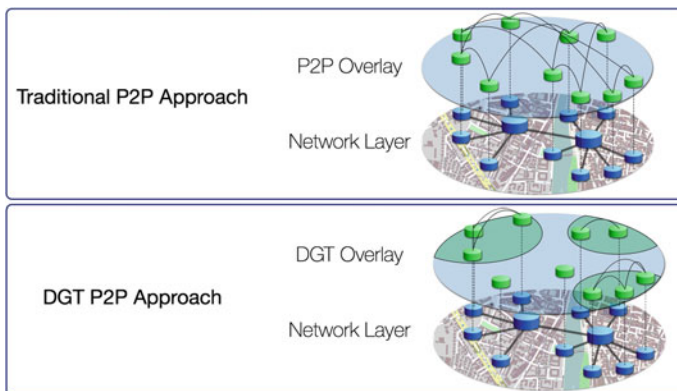 Traditional P2P Approach
P2P Overlay
Network Layer
DGT P2P Approach
DGT Overlay
Network Layer